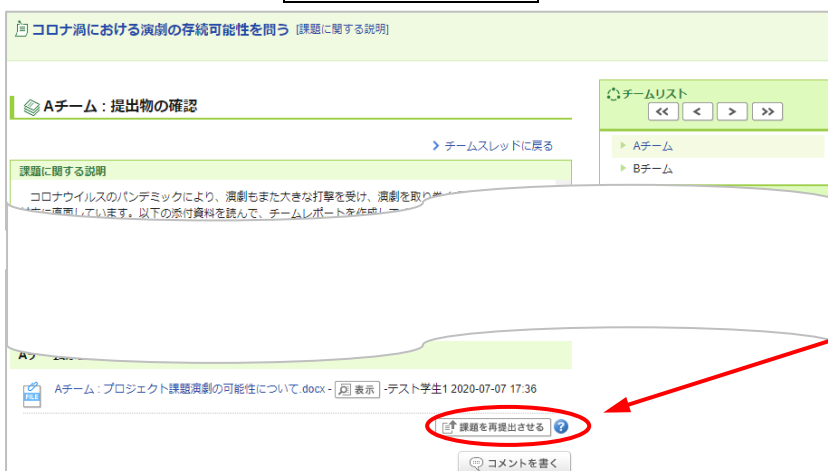 コロナ渦における演劇の存続可能性を問う [課題に関する説明]
Aチーム : 提出物の確認
チームスレッドに戻る
課題に関する説明
コロナウイルスのパンデミックにより、演劇もまた大きな打撃を受け、演劇を取り
直面しています。以下の添付資料を読んで、チームレポートを作成して
チームリスト
<< < > >>
Aチーム
Bチーム
FILE
Aチーム : プロジェクト課題演劇の可能性について.docx - 表示 -テスト学生1 2020-07-07 17:36
課題を再提出させる ?
コメントを書く